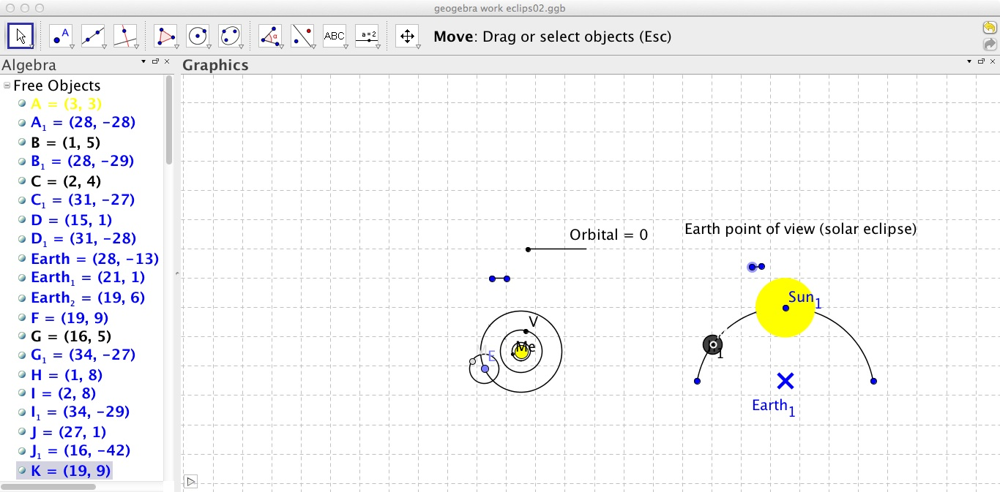 geogebra work eclips02.ggb
A
ABC
a=2
Move: Drag or select objects (Esc)
Algebra
Graphics
Free Objects
A = (3, 3)
A₁ = (28, -28)
B = (1, 5)
B₁ = (28, -29)
C = (2, 4)
C₁ = (31, -27)
D = (15, 1)
D₁ = (31, -28)
Earth = (28, -13)
Earth₁ = (21, 1)
Earth₂ = (19, 6)
F = (19, 9)
G = (16, 5)
G₁ = (34, -27)
H = (1, 8)
I = (2, 8)
I₁ = (34, -29)
J = (27, 1)
J₁ = (16, -42)
K = (19, 9)
Orbital = 0
V
Me
E
Earth point of view (solar eclipse)
Sun₁
Earth₁